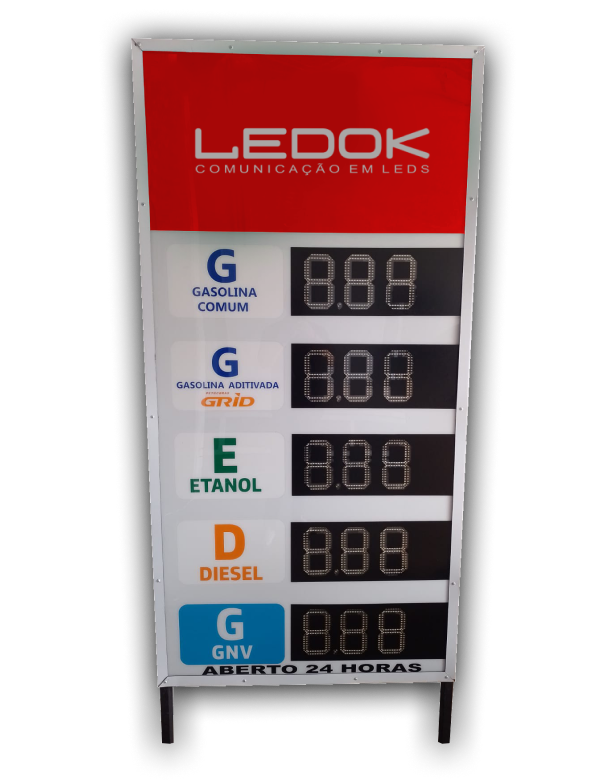 LEDOK
COMUNICAÇÃO EM LEDS
G
GASOLINA
COMUM
8.88
G
GASOLINA ADITIVADA
GRID
8.88
E
ETANOL
8.88
D
DIESEL
8.88
G
GNV
8.88
ABERTO 24 HORAS